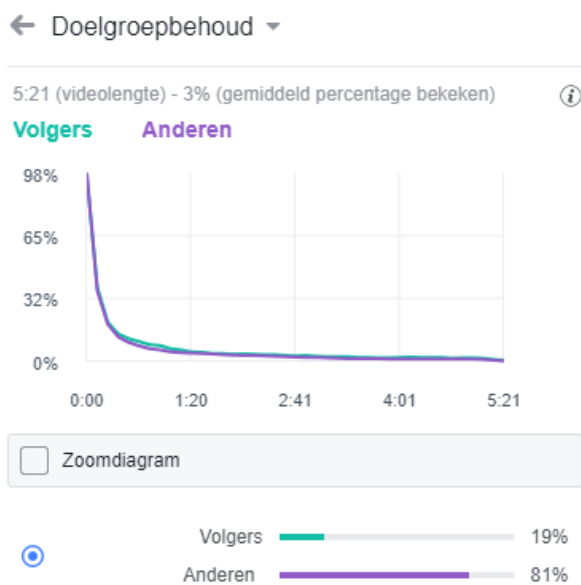 Doelgroepbehoud
5:21 (videolengte) - 3% (gemiddeld percentage bekeken)
Volgers Anderen
98%
65%
32%
0%
0:00 1:20 2:41 4:01 5:21
Zoomdiagram
Volgers 19%
Anderen 81%